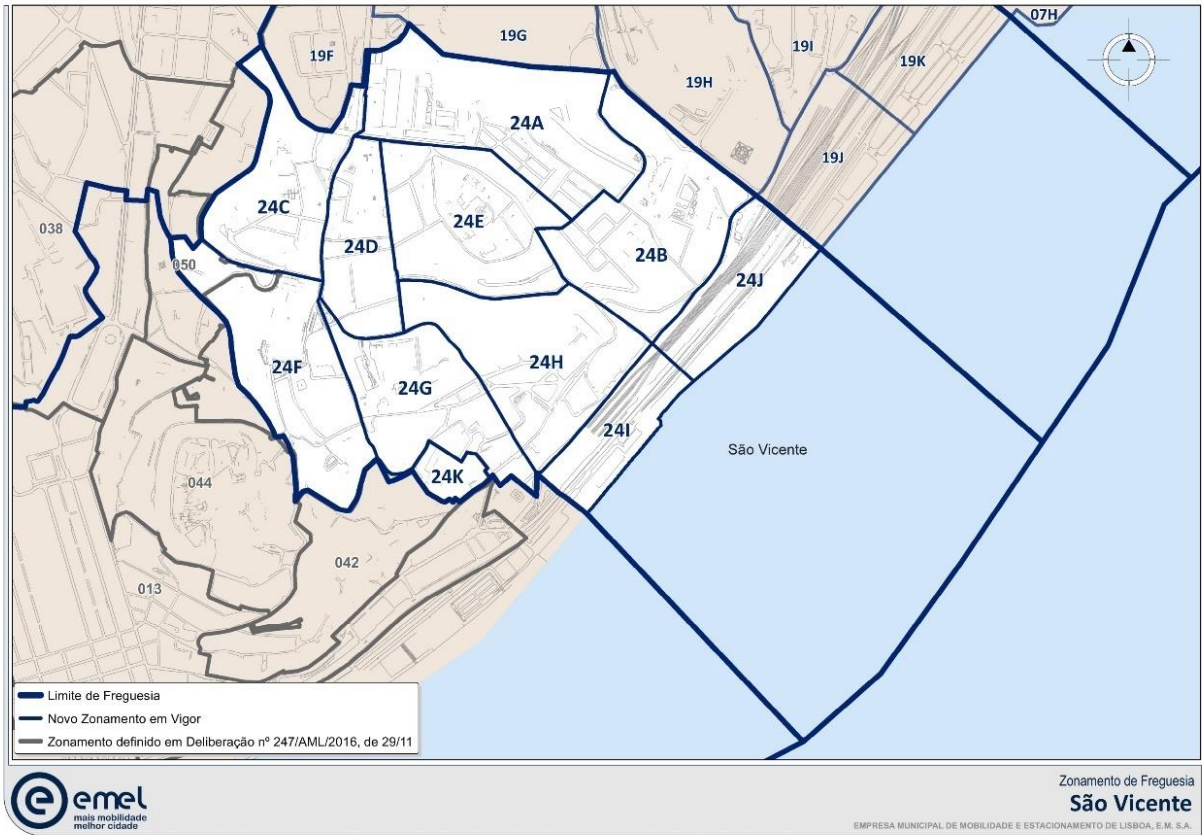 07H
19G
19F
19I
19K
19H
24A
19J
24C
24E
038
24D
24B
050
24J
24H
24F
24G
24I
São Vicente
24K
044
042
013
Limite de Freguesia
Novo Zonamento em Vigor
Zonamento definido em Deliberação nº 247/AML/2016, de 29/11
emel
mais mobilidade
melhor cidade
Zonamento de Freguesia
São Vicente
EMPRESA MUNICIPAL DE MOBILIDADE E ESTACIONAMENTO DE LISBOA, E.M. S.A.